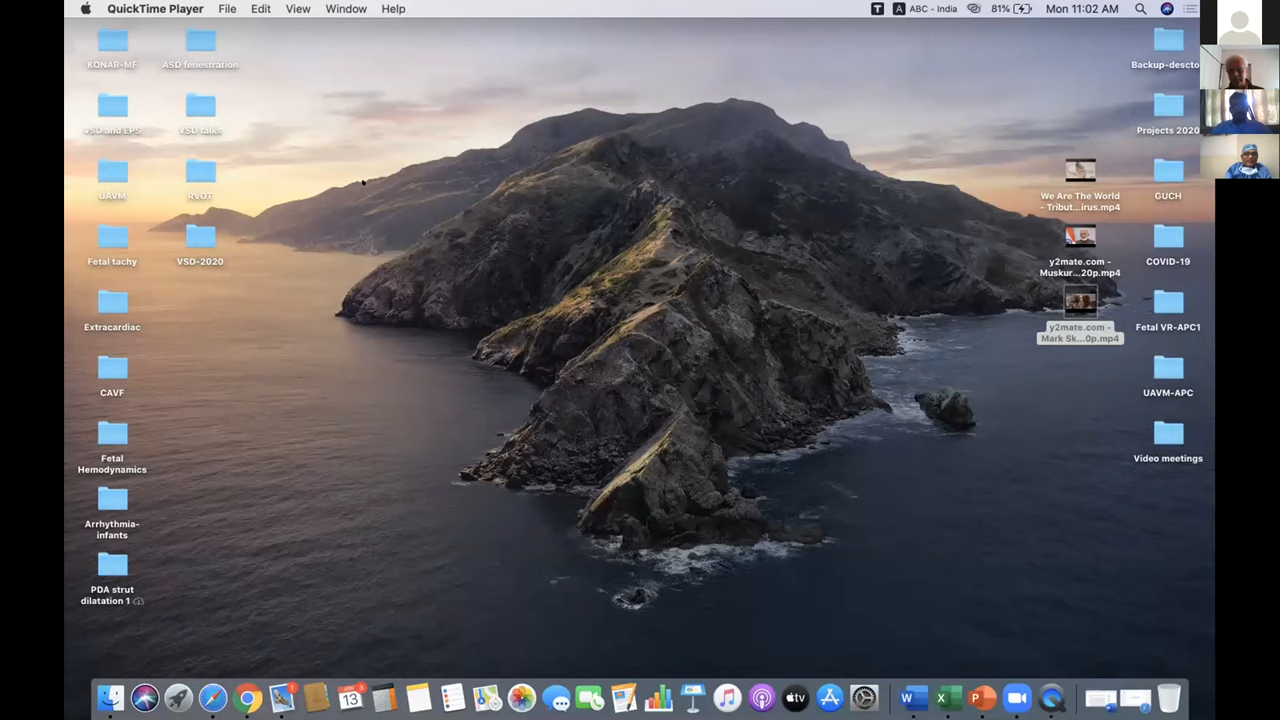 QuickTime Player File Edit View Window Help
T A ABC - India 81% Mon 11:02 AM
KONAR-MF
ASD fenestration
VSD and EPS
VSD talks
UAVM
RVOT
Fetal tachy
VSD-2020
Extracardiac
CAVF
Fetal
Hemodynamics
Arrhythmia-
infants
PDA strut
dilatation 1
We Are The World
- Tribut...irus.mp4
y2mate.com -
Muskur...20p.mp4
y2mate.com -
Mark Sk...0p.mp4
Backup-descto
Projects 2020
GUCH
COVID-19
Fetal VR-APC1
UAVM-APC
Video meetings
13
tv
W
X
P